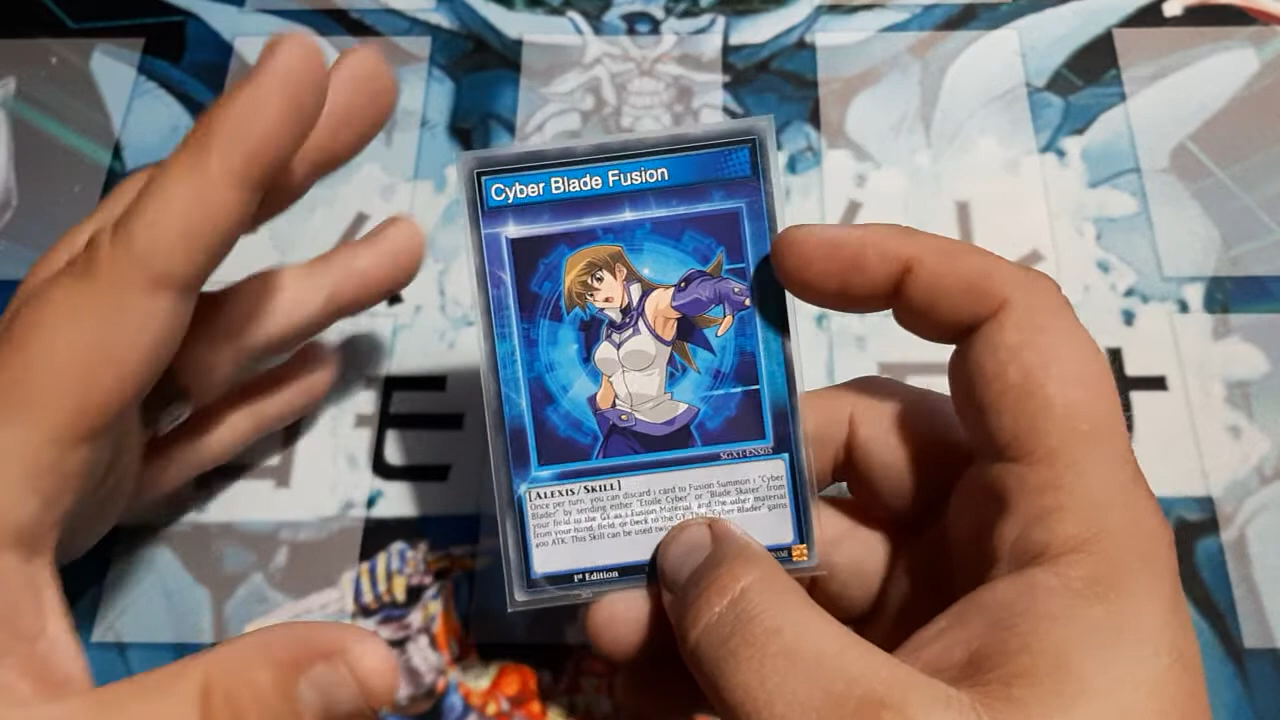 Cyber Blade Fusion
SGX1-ENS05
[ALEXIS/SKILL]
Once per turn, you can discard 1 card to Fusion Summon 1 "Cyber
Blader" by sending either "Etoile Cyber" or "Blade Skater" from
your field to the GY as 1 Fusion Material, and the other material
from your hand, field, or Deck to the GY. That "Cyber Blader" gains
400 ATK. This Skill can be used
1st Edition